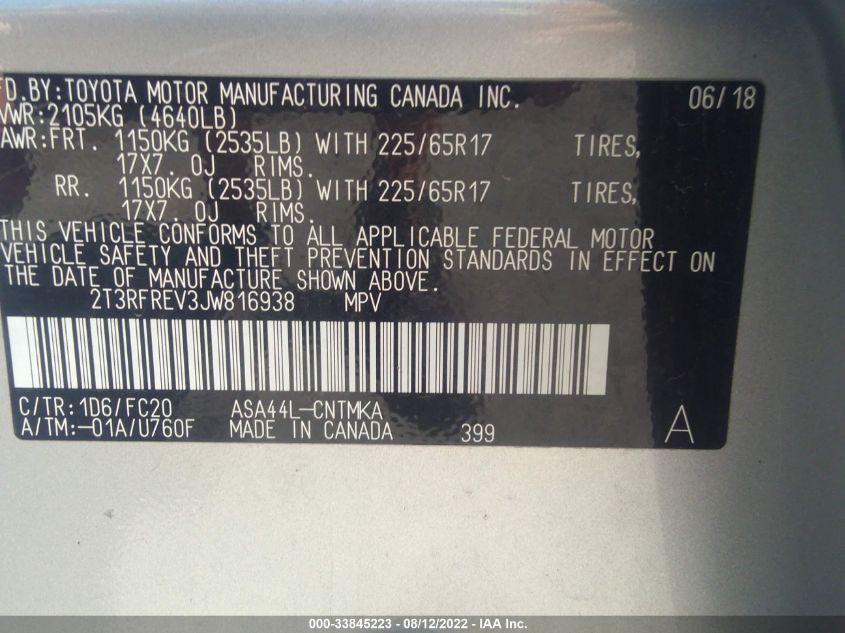 FD. BY: TOYOTA MOTOR MANUFACTURING CANADA INC. 06/18
VWR: 2105KG (4640LB)
AWR: FRT. 1150KG (2535LB) WITH 225/65R17 TIRES,
17X7. 0J RIMS.
RR. 1150KG (2535LB) WITH 225/65R17 TIRES,
17X7. 0J RIMS.
THIS VEHICLE CONFORMS TO ALL APPLICABLE FEDERAL MOTOR
VEHICLE SAFETY AND THEFT PREVENTION STANDARDS IN EFFECT ON
THE DATE OF MANUFACTURE SHOWN ABOVE.
2T3RFREV3JW816938 MPV
C/TR: 1D6/FC20 ASA44L-CNTMKA
A/TM: -01A/U760F MADE IN CANADA 399 A
000-33845223 - 08/12/2022 - IAA Inc.